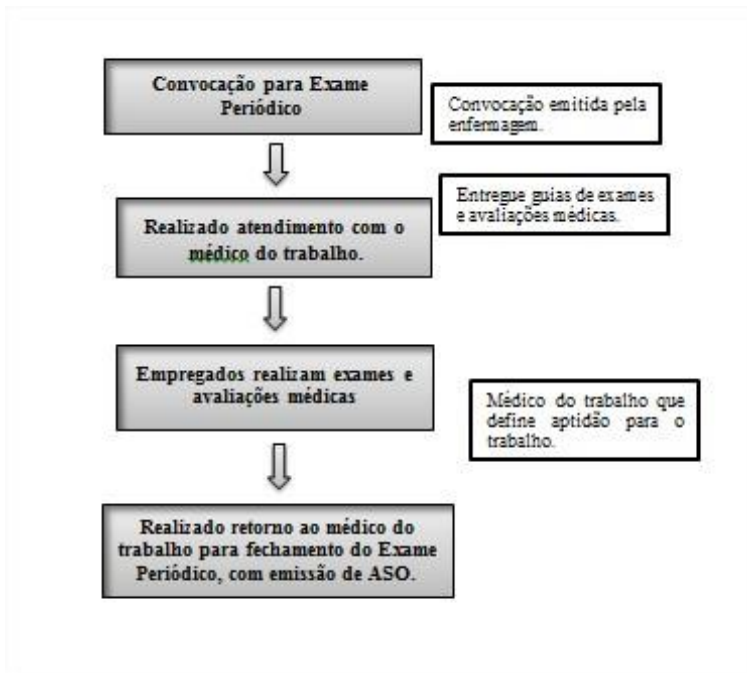 Convocação para Exame
Periódico
Convocação emitida pela
enfermagem.
Entregue guias de exames
e avaliações médicas.
Realizado atendimento com o
médico do trabalho.
Empregados realizam exames e
avaliações médicas
Médico do trabalho que
define aptidão para o
trabalho.
Realizado retorno ao médico do
trabalho para fechamento do Exame
Periódico, com emissão de ASO.